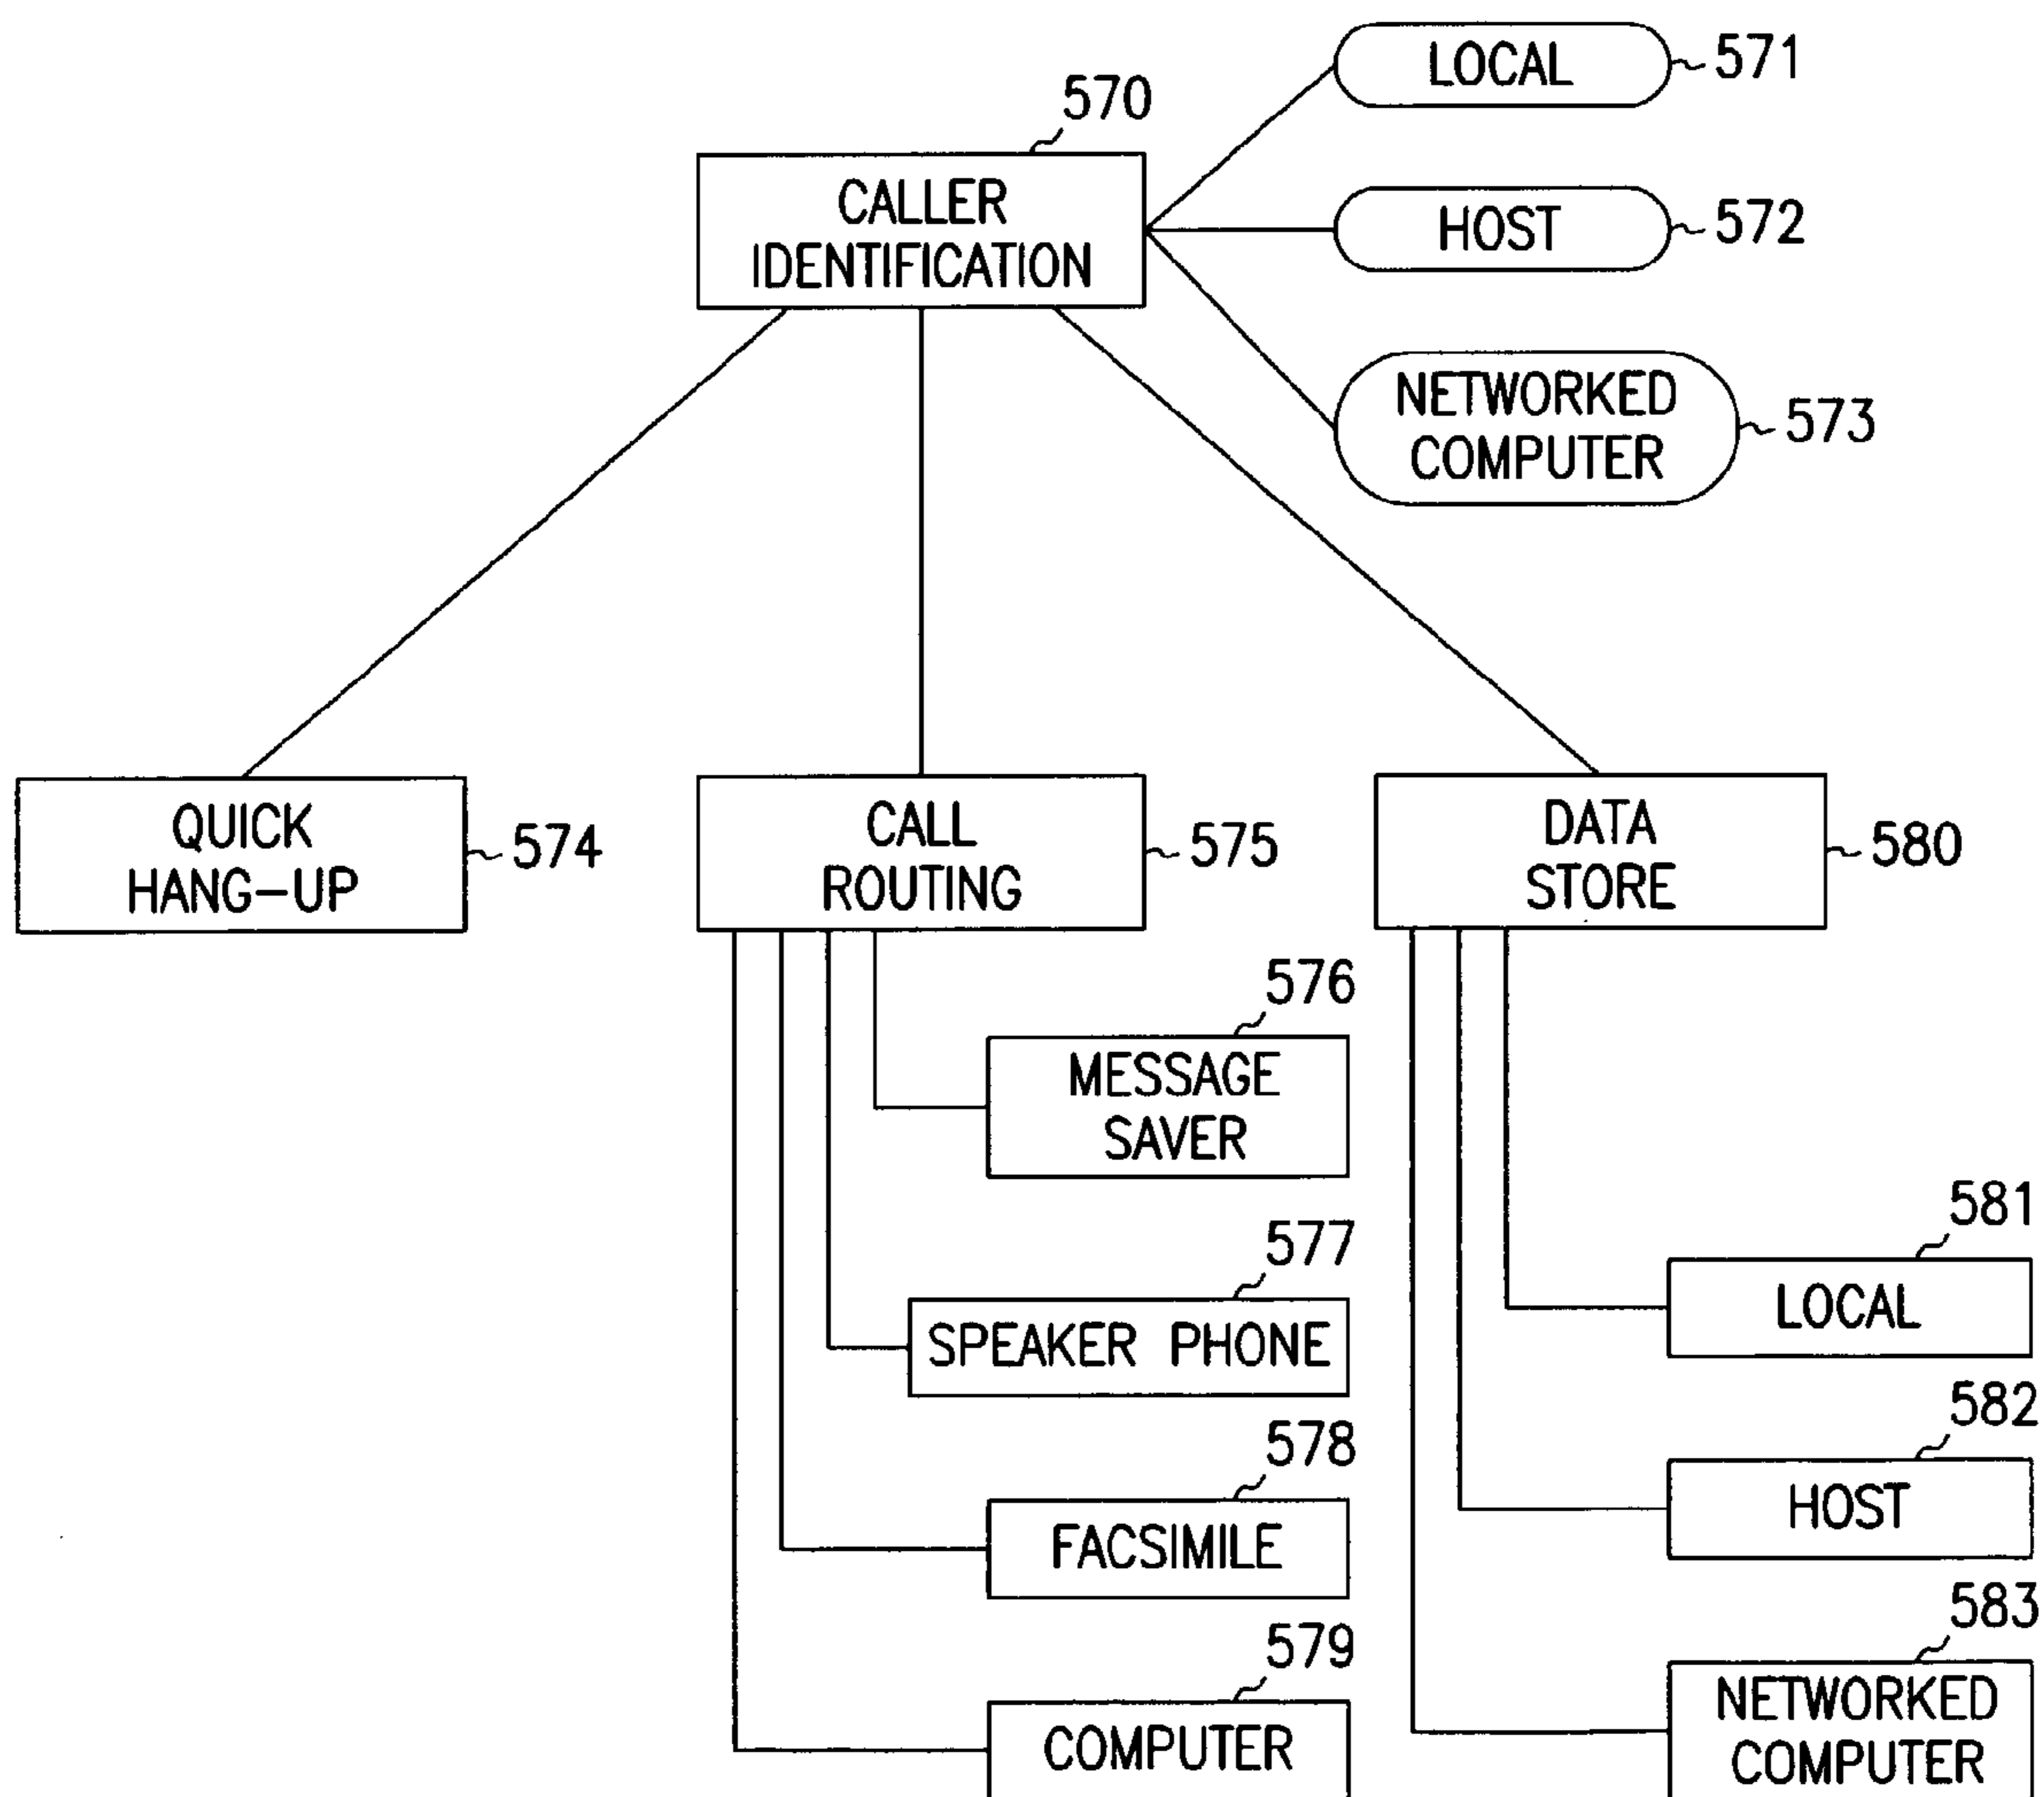 LOCAL
571
570
CALLER
IDENTIFICATION
HOST
572
NETWORKED
COMPUTER
573
QUICK
HANG-UP
574
CALL
ROUTING
575
DATA
STORE
580
576
MESSAGE
SAVER
577
SPEAKER PHONE
578
FACSIMILE
579
COMPUTER
581
LOCAL
582
HOST
583
NETWORKED
COMPUTER